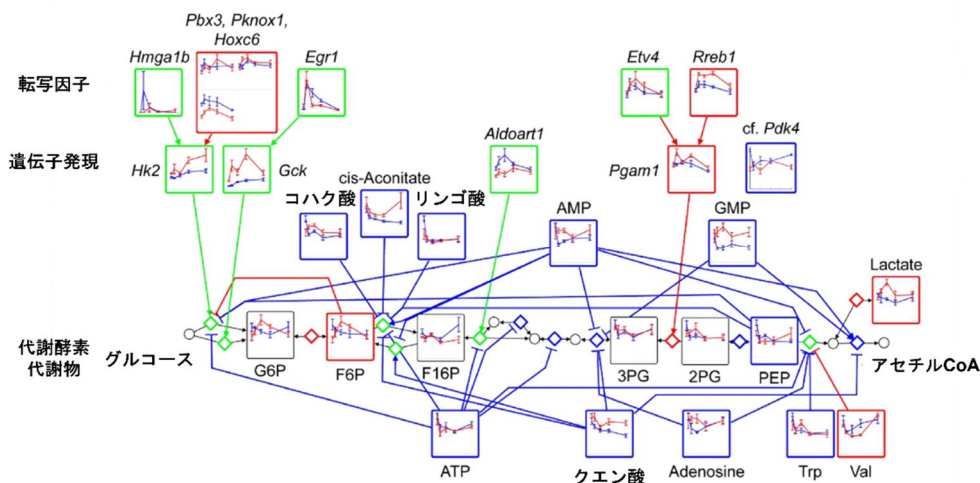 Pbx3, Pknox1,
Hoxc6
Hmga1b
Egr1
Etv4
Rreb1
転写因子
遺伝子発現
Hk2
Gck
Aldoart1
Pgam1
cf. Pdk4
cis-Aconitate
コハク酸
リンゴ酸
AMP
GMP
Lactate
代謝酵素
代謝物
グルコース
G6P
F6P
F16P
3PG
2PG
PEP
アセチルCoA
ATP
クエン酸
Adenosine
Trp
Val